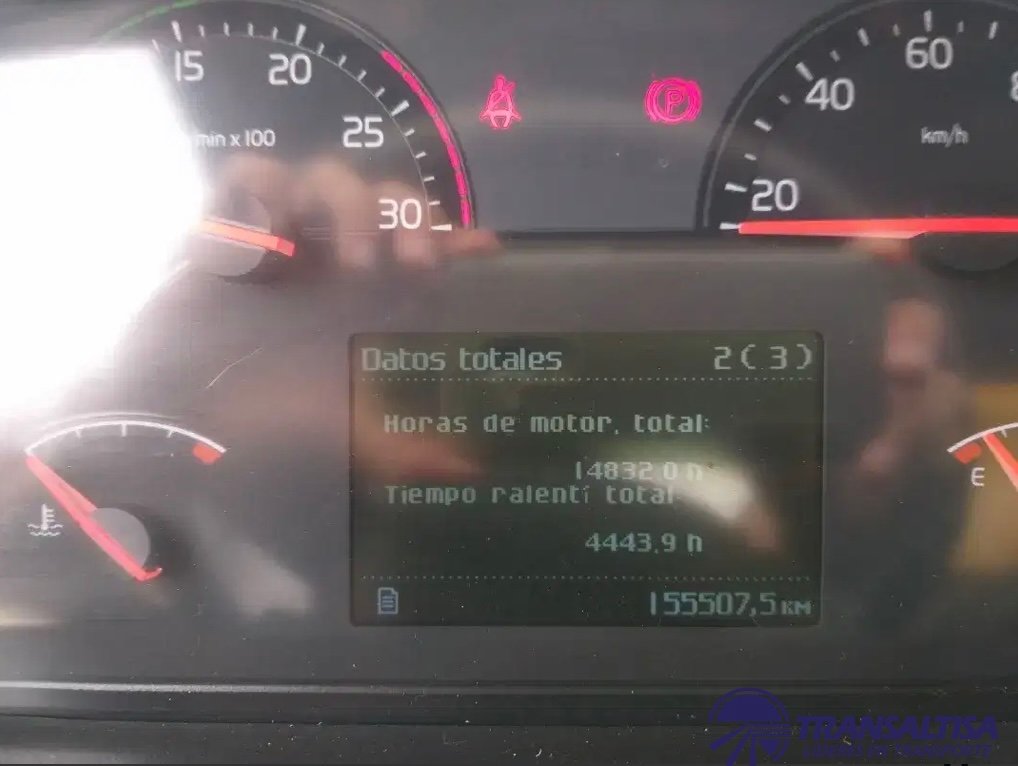 15 20 25 30
min x 100
P
20 40 60
km/h
Datos totales 2( 3 )
Horas de motor, total:
14832.0 h
Tiempo ralentí total
4443.9 h
155507,5 KM
E
TRANSALTISA